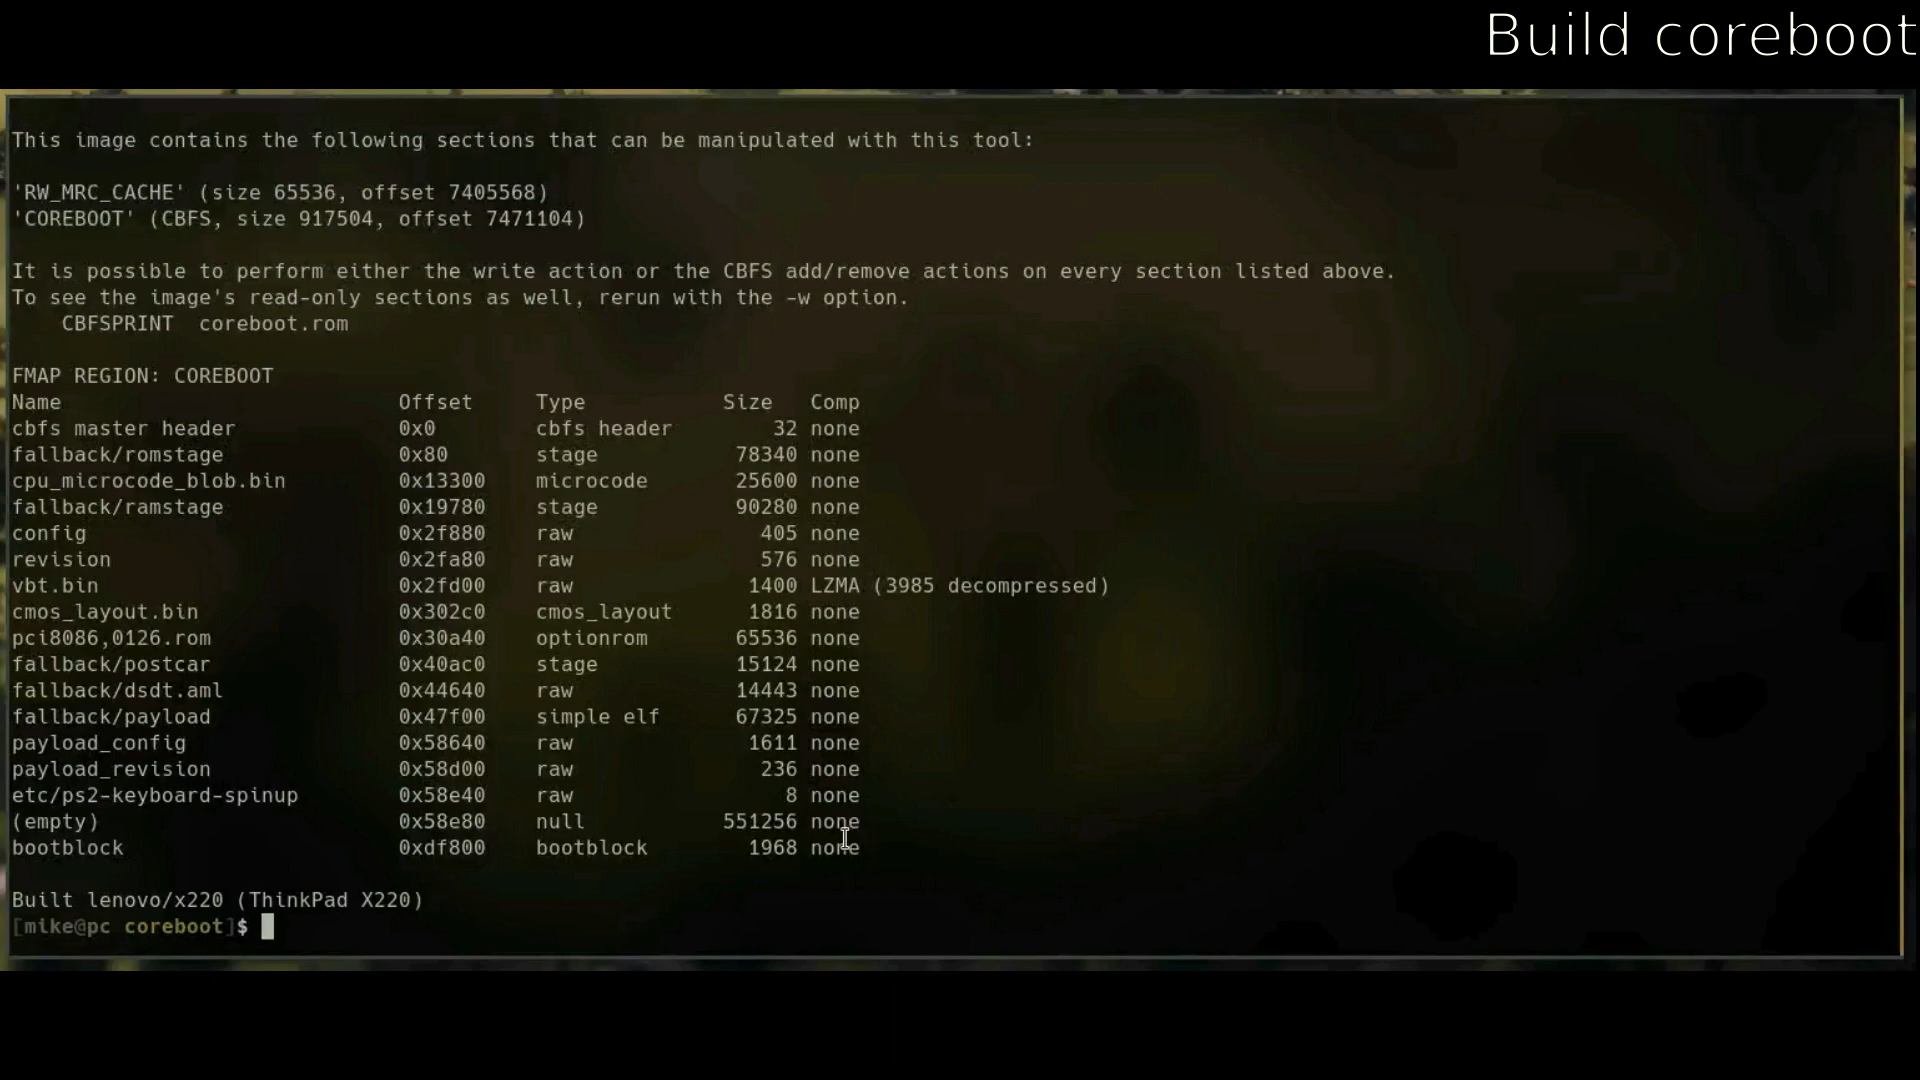 Build coreboot
This image contains the following sections that can be manipulated with this tool:
'RW_MRC_CACHE' (size 65536, offset 7405568)
'COREBOOT' (CBFS, size 917504, offset 7471104)
It is possible to perform either the write action or the CBFS add/remove actions on every section listed above.
To see the image's read-only sections as well, rerun with the -w option.
CBFSPRINT  coreboot.rom
FMAP REGION: COREBOOT
Name Offset Type Size Comp
cbfs master header 0x0 cbfs header 32 none
fallback/romstage 0x80 stage 78340 none
cpu_microcode_blob.bin 0x13300 microcode 25600 none
fallback/ramstage 0x19780 stage 90280 none
config 0x2f880 raw 405 none
revision 0x2fa80 raw 576 none
vbt.bin 0x2fd00 raw 1400 LZMA (3985 decompressed)
cmos_layout.bin 0x302c0 cmos_layout 1816 none
pci8086,0126.rom 0x30a40 optionrom 65536 none
fallback/postcar 0x40ac0 stage 15124 none
fallback/dsdt.aml 0x44640 raw 14443 none
fallback/payload 0x47f00 simple elf 67325 none
payload_config 0x58640 raw 1611 none
payload_revision 0x58d00 raw 236 none
etc/ps2-keyboard-spinup 0x58e40 raw 8 none
(empty) 0x58e80 null 551256 none
bootblock 0xdf800 bootblock 1968 none
Built lenovo/x220 (ThinkPad X220)
[mike@pc coreboot]$